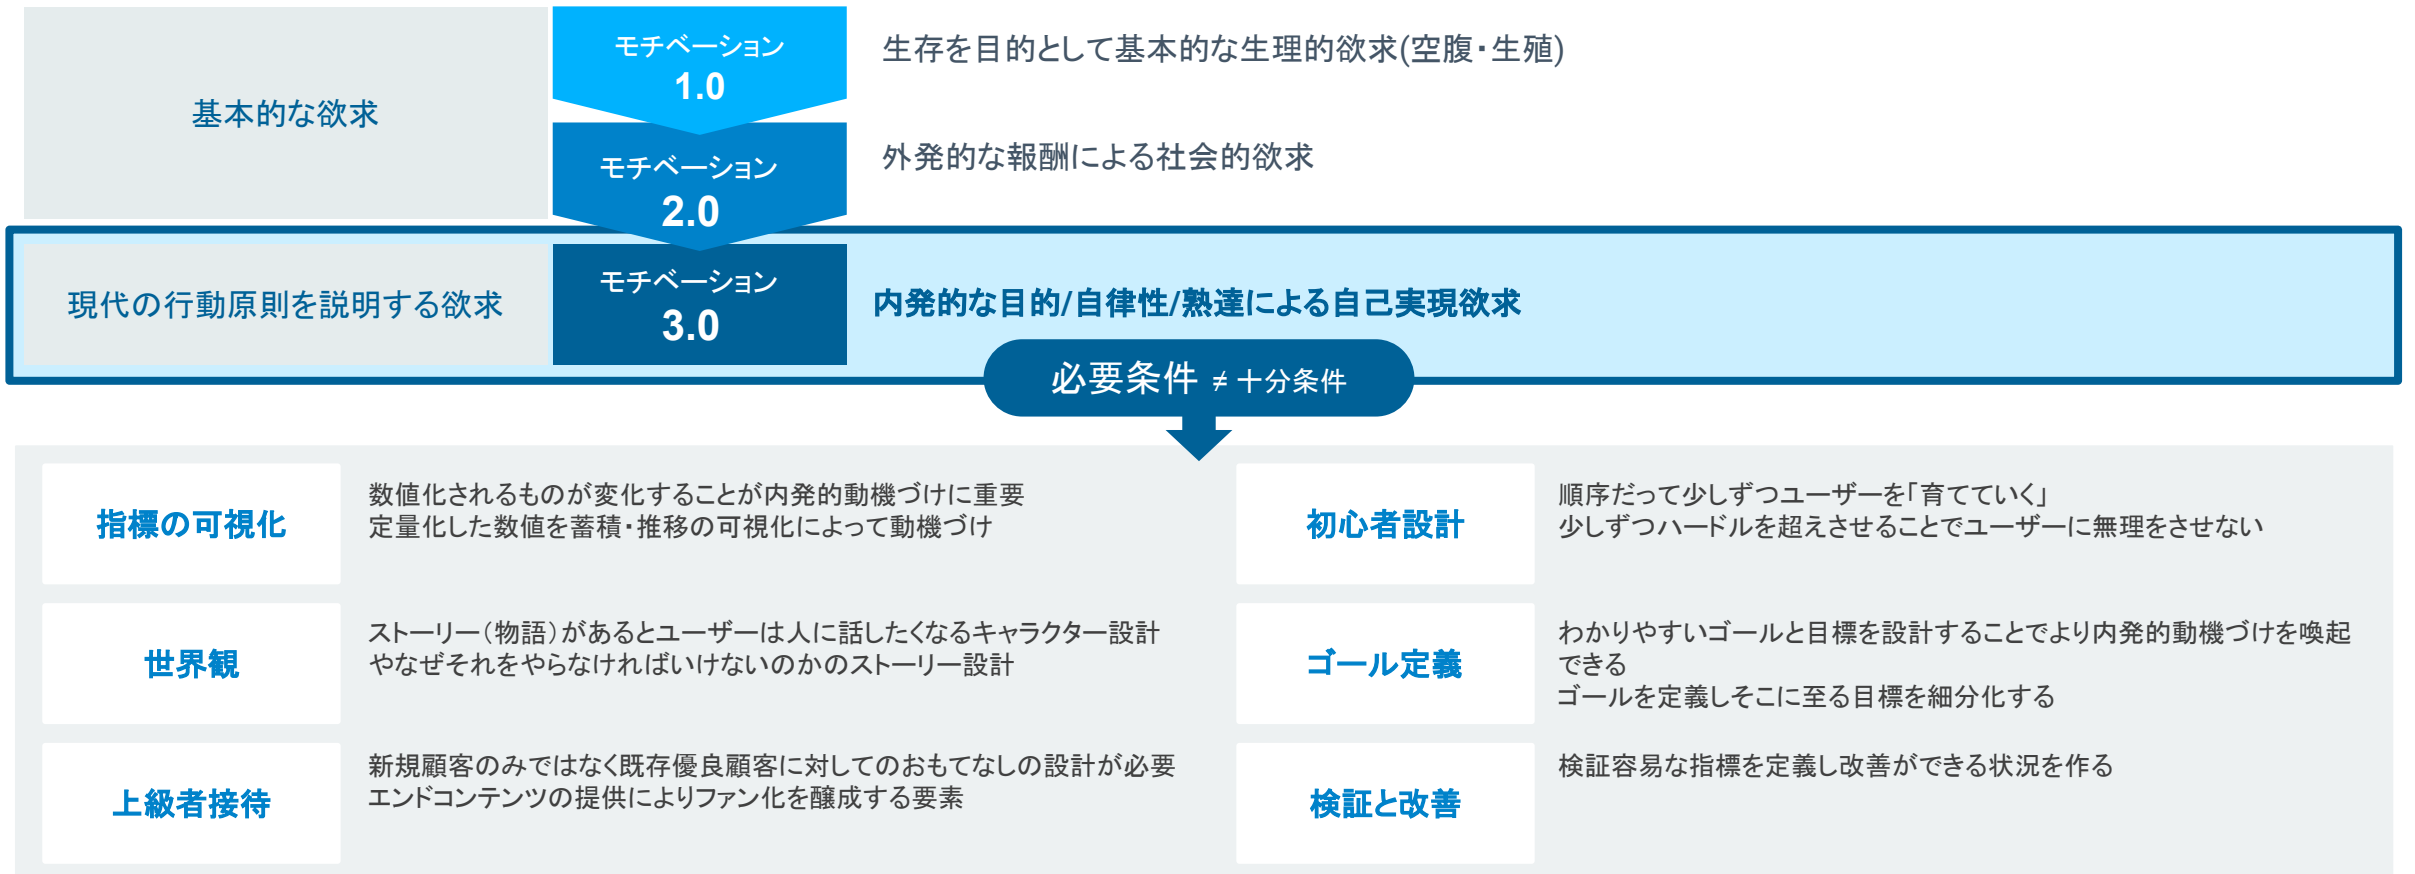 基本的な欲求
モチベーション
1.0
生存を目的として基本的な生理的欲求(空腹・生殖)
モチベーション
2.0
外発的な報酬による社会的欲求
現代の行動原則を説明する欲求
モチベーション
3.0
内発的な目的/自律性/熟達による自己実現欲求
必要条件 ≠ 十分条件
指標の可視化
数値化されるものが変化することが内発的動機づけに重要
定量化した数値を蓄積・推移の可視化によって動機づけ
初心者設計
順序だって少しずつユーザーを「育てていく」
少しずつハードルを超えさせることでユーザーに無理をさせない
世界観
ストーリー（物語）があるとユーザーは人に話したくなるキャラクター設計
やなぜそれをやらなければいけないのかのストーリー設計
ゴール定義
わかりやすいゴールと目標を設計することでより内発的動機づけを喚起
できる
ゴールを定義しそこに至る目標を細分化する
上級者接待
新規顧客のみではなく既存優良顧客に対してのおもてなしの設計が必要
エンドコンテンツの提供によりファン化を醸成する要素
検証と改善
検証容易な指標を定義し改善ができる状況を作る